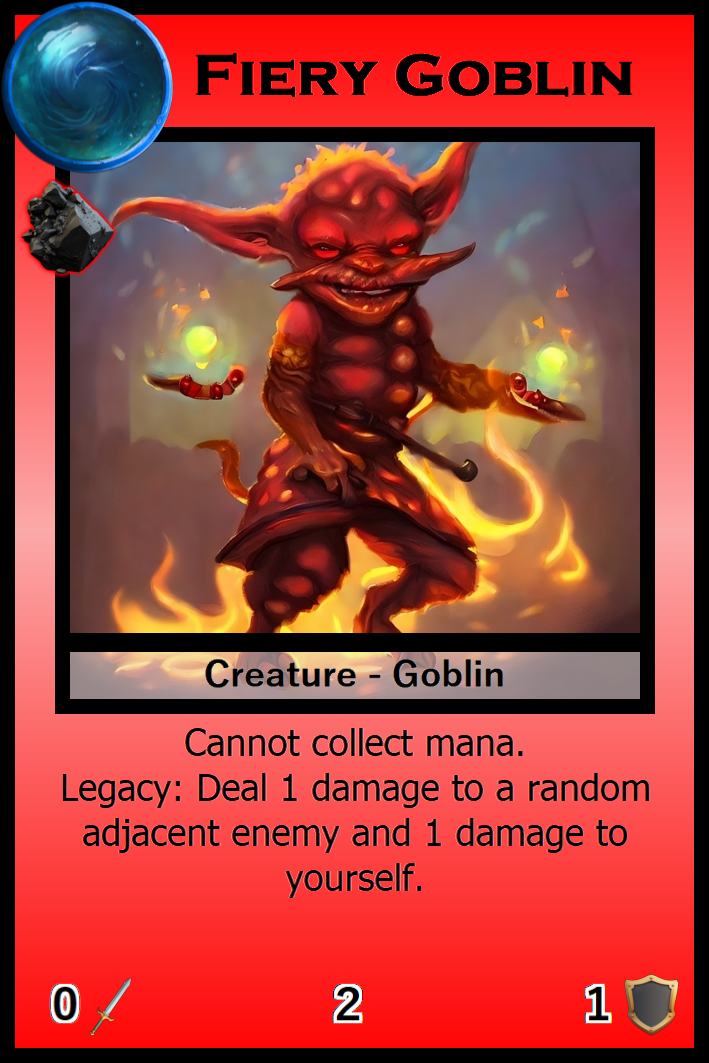 Fiery Goblin
Creature - Goblin
Cannot collect mana.
Legacy: Deal 1 damage to a random
adjacent enemy and 1 damage to
yourself.
0 2 1